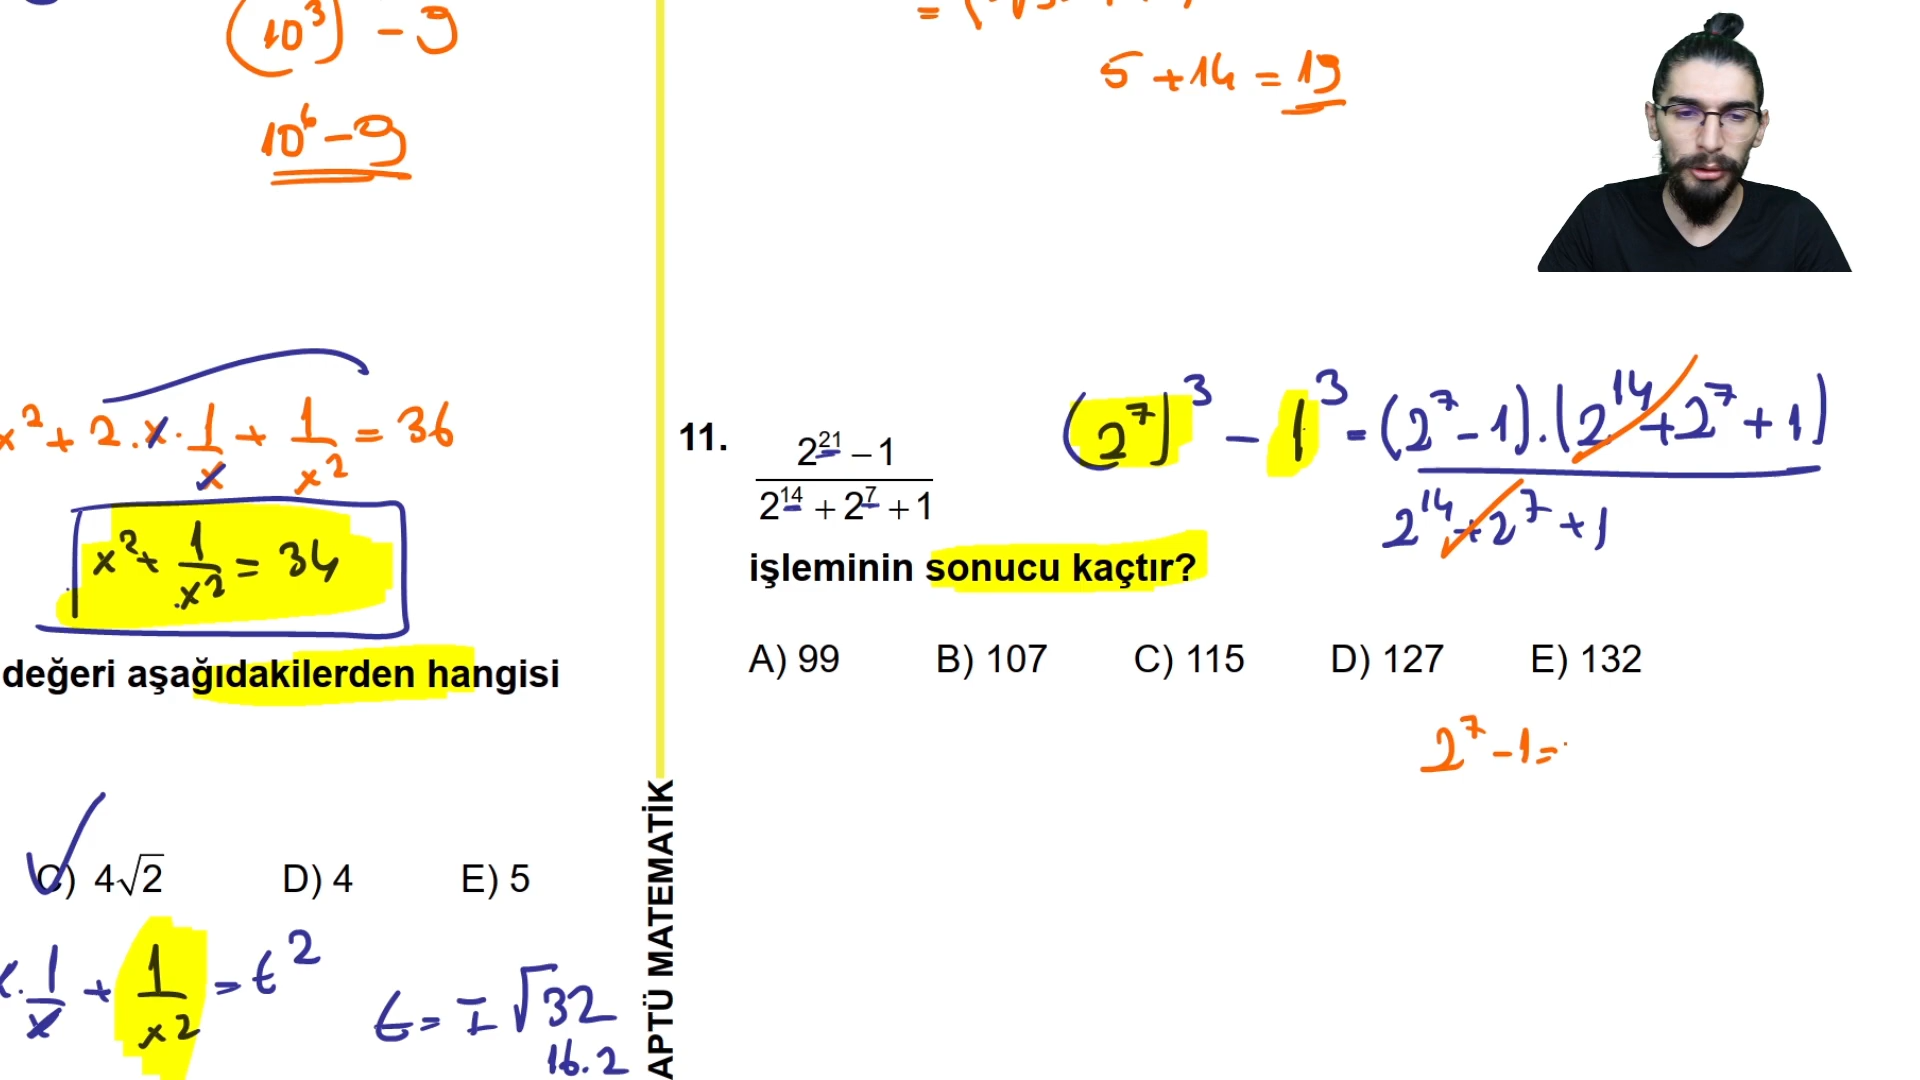 (10³) - 9
10⁶ - 9
5 + 14 = 19
x² + 2 . x . 1/x + 1/x² = 36
x² + 1/x² = 34
değeri aşağıdakilerden hangisi
C) 4√2 D) 4 E) 5
. 1/x + 1/x² = t²
t = ∓ √32
16.2
APTÜ MATEMATİK
11. (2²¹ – 1)/(2¹⁴ + 2⁷ + 1)
işleminin sonucu kaçtır?
(2⁷)³ - 1³ = (2⁷ - 1) . (2¹⁴ + 2⁷ + 1)
2¹⁴ + 2⁷ + 1
A) 99 B) 107 C) 115 D) 127 E) 132
2⁷ - 1 =